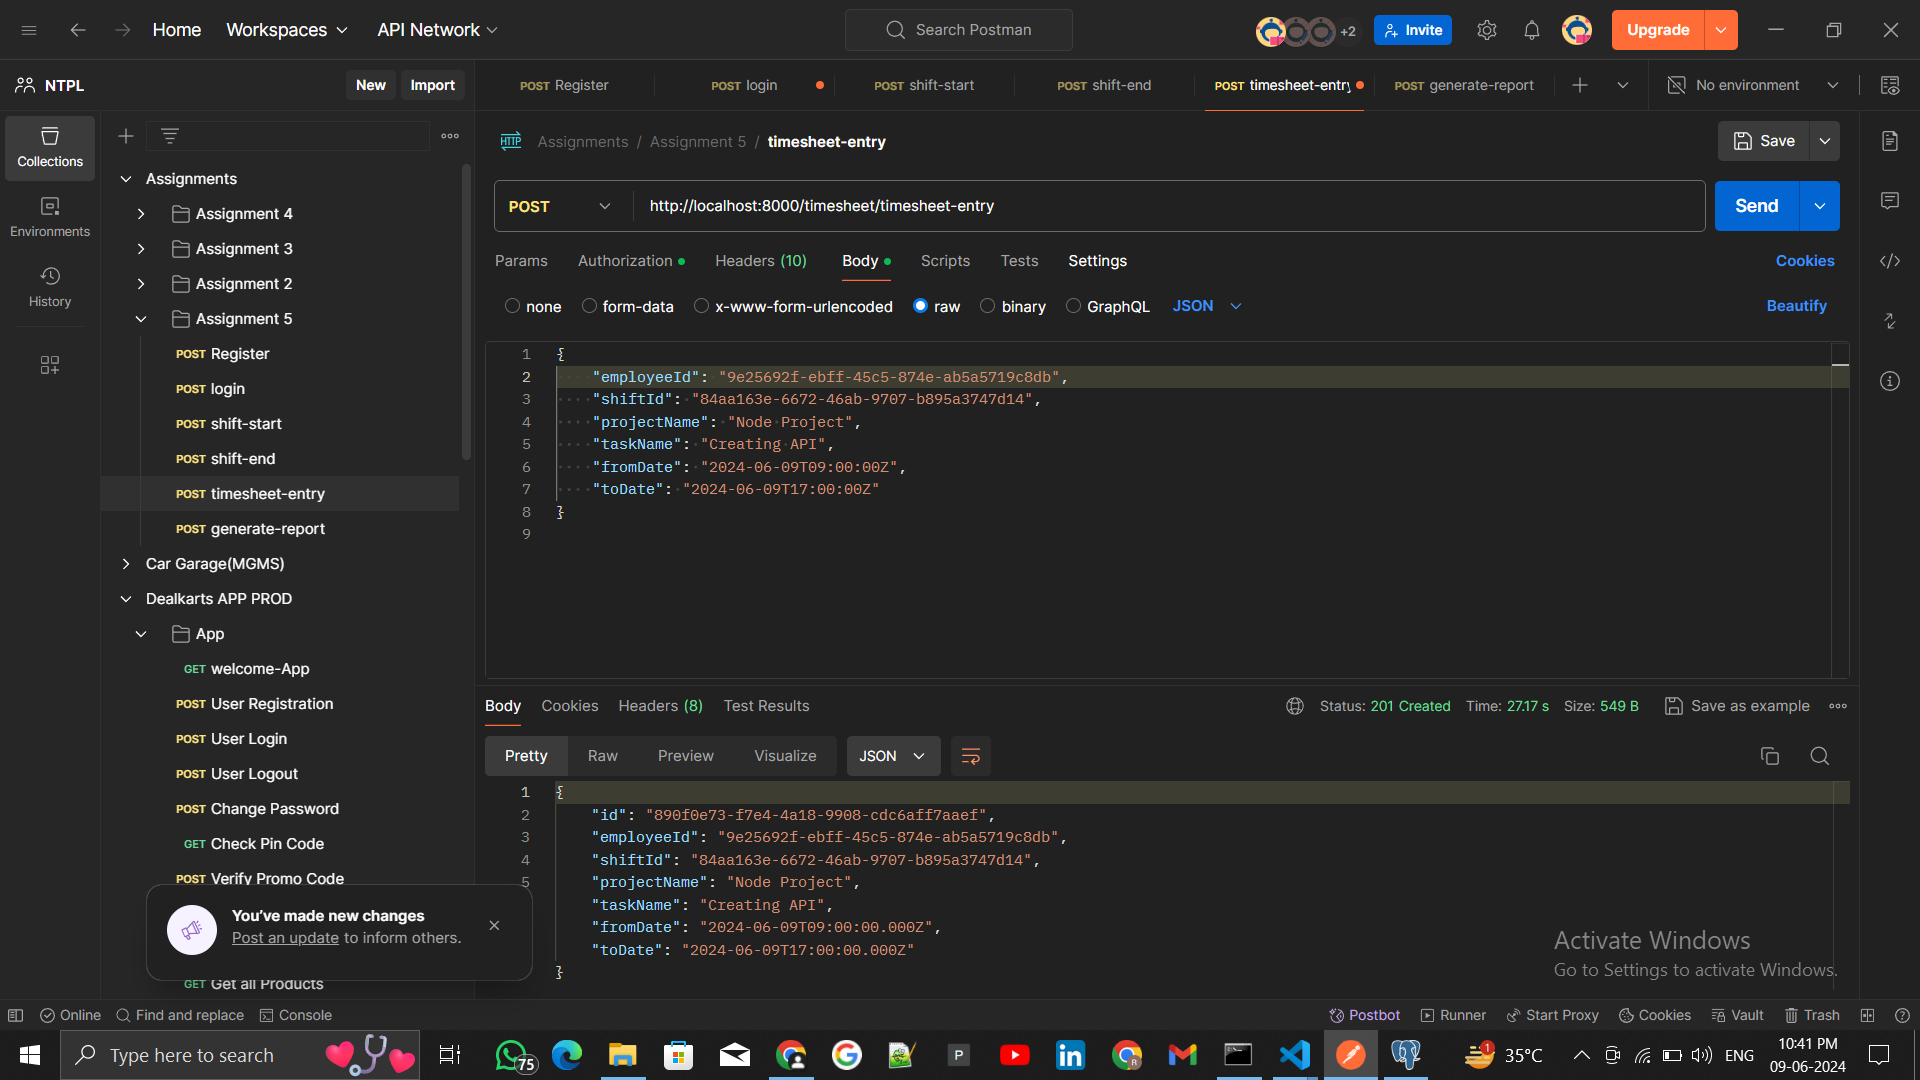 Home
Workspaces
API Network
Search Postman
+2
Invite
Upgrade
NTPL
New
Import
POST Register
POST login
POST shift-start
POST shift-end
POST timesheet-entry
POST generate-report
No environment
Collections
Environments
History
Assignments
Assignment 4
Assignment 3
Assignment 2
Assignment 5
POST Register
POST login
POST shift-start
POST shift-end
POST timesheet-entry
POST generate-report
Car Garage(MGMS)
Dealkarts APP PROD
App
GET welcome-App
POST User Registration
POST User Login
POST User Logout
POST Change Password
GET Check Pin Code
POST Verify Promo Code
GET Get all Products
You've made new changes
Post an update to inform others.
HTTP Assignments / Assignment 5 / timesheet-entry
Save
POST
http://localhost:8000/timesheet/timesheet-entry
Send
Params
Authorization
Headers (10)
Body
Scripts
Tests
Settings
Cookies
none
form-data
x-www-form-urlencoded
raw
binary
GraphQL
JSON
Beautify
1 {
2 "employeeId": "9e25692f-ebff-45c5-874e-ab5a5719c8db",
3 "shiftId": "84aa163e-6672-46ab-9707-b895a3747d14",
4 "projectName": "Node Project",
5 "taskName": "Creating API",
6 "fromDate": "2024-06-09T09:00:00Z",
7 "toDate": "2024-06-09T17:00:00Z"
8 }
9
Body
Cookies
Headers (8)
Test Results
Status: 201 Created
Time: 27.17 s
Size: 549 B
Save as example
Pretty
Raw
Preview
Visualize
JSON
1 {
2 "id": "890f0e73-f7e4-4a18-9908-cdc6aff7aaef",
3 "employeeId": "9e25692f-ebff-45c5-874e-ab5a5719c8db",
4 "shiftId": "84aa163e-6672-46ab-9707-b895a3747d14",
5 "projectName": "Node Project",
"taskName": "Creating API",
"fromDate": "2024-06-09T09:00:00.000Z",
"toDate": "2024-06-09T17:00:00.000Z"
}
Activate Windows
Go to Settings to activate Windows.
Online
Find and replace
Console
Postbot
Runner
Start Proxy
Cookies
Vault
Trash
Type here to search
75
P
R
1
35°C
ENG
10:41 PM
09-06-2024